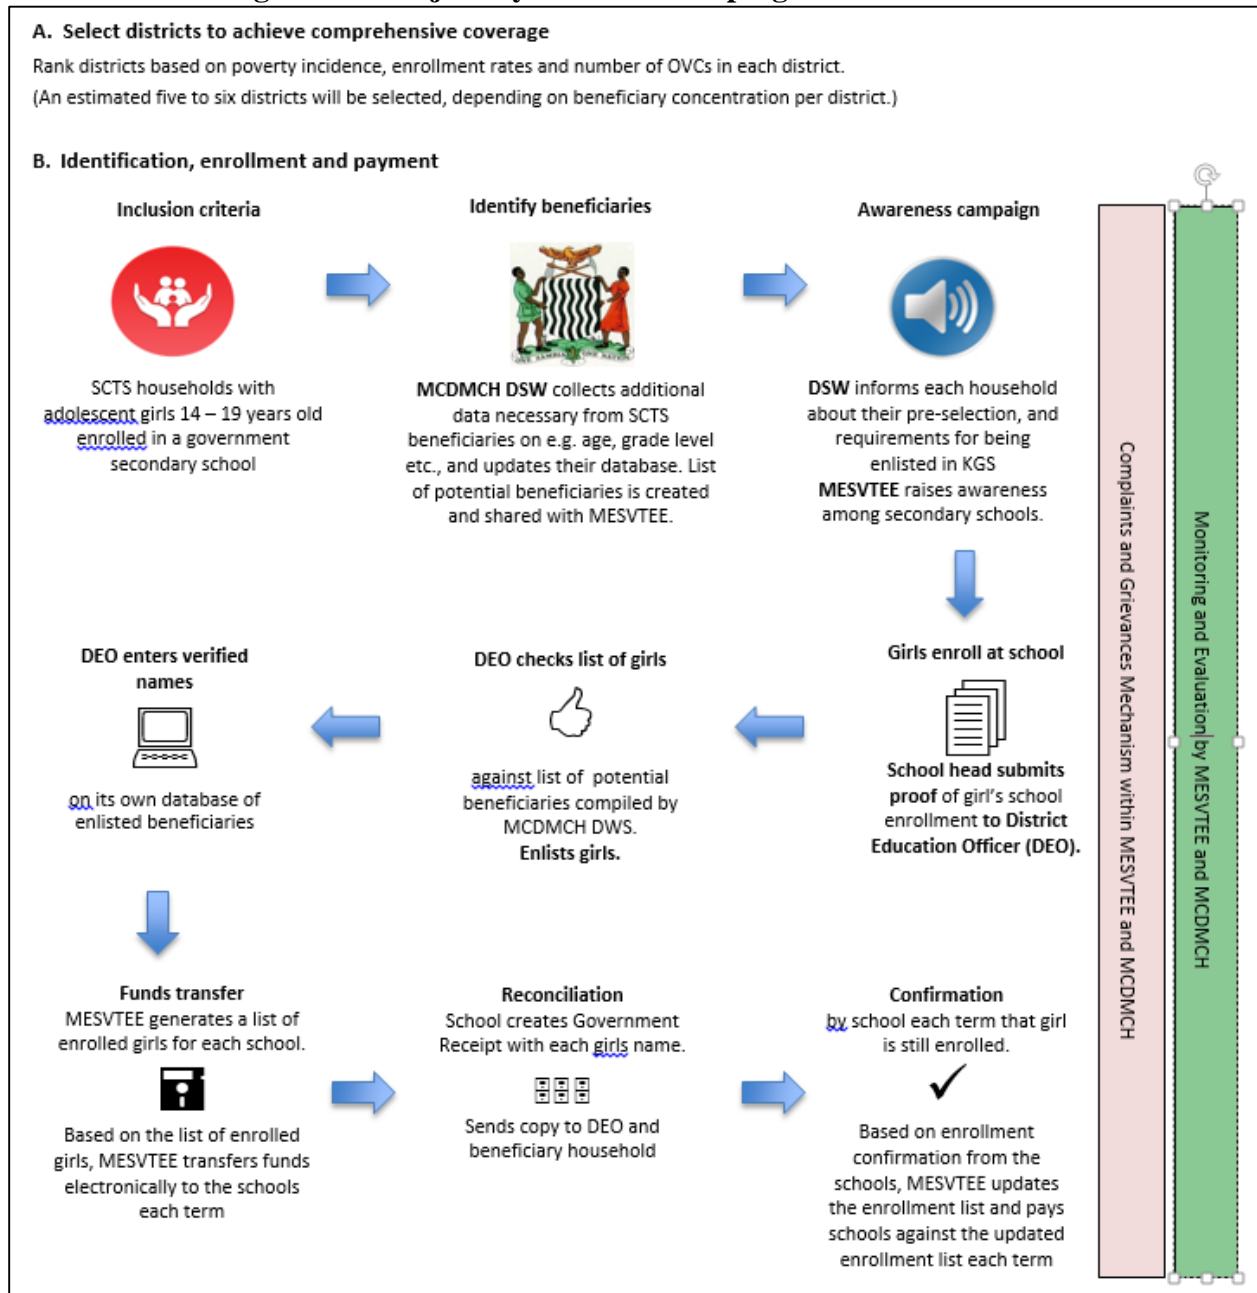 A. Select districts to achieve comprehensive coverage
Rank districts based on poverty incidence, enrollment rates and number of OVCs in each district.
(An estimated five to six districts will be selected, depending on beneficiary concentration per district.)
B. Identification, enrollment and payment
Inclusion criteria
SCTS households with
adolescent girls 14 – 19 years old
enrolled in a government
secondary school
Identify beneficiaries
ONE ZAMBIA ONE NATION
MCDMCH DSW collects additional
data necessary from SCTS
beneficiaries on e.g. age, grade level
etc., and updates their database. List
of potential beneficiaries is created
and shared with MESVTEE.
Awareness campaign
DSW informs each household
about their pre-selection, and
requirements for being
enlisted in KGS
MESVTEE raises awareness
among secondary schools.
Girls enroll at school
School head submits
proof of girl's school
enrollment to District
Education Officer (DEO).
DEO checks list of girls
against list of potential
beneficiaries compiled by
MCDMCH DWS.
Enlists girls.
DEO enters verified
names
on its own database of
enlisted beneficiaries
Funds transfer
MESVTEE generates a list of
enrolled girls for each school.
Based on the list of enrolled
girls, MESVTEE transfers funds
electronically to the schools
each term
Reconciliation
School creates Government
Receipt with each girls name.
Sends copy to DEO and
beneficiary household
Confirmation
by school each term that girl
is still enrolled.
Based on enrollment
confirmation from the
schools, MESVTEE updates
the enrollment list and pays
schools against the updated
enrollment list each term
Complaints and Grievances Mechanism within MESVTEE and MCDMCH
Monitoring and Evaluation by MESVTEE and MCDMCH